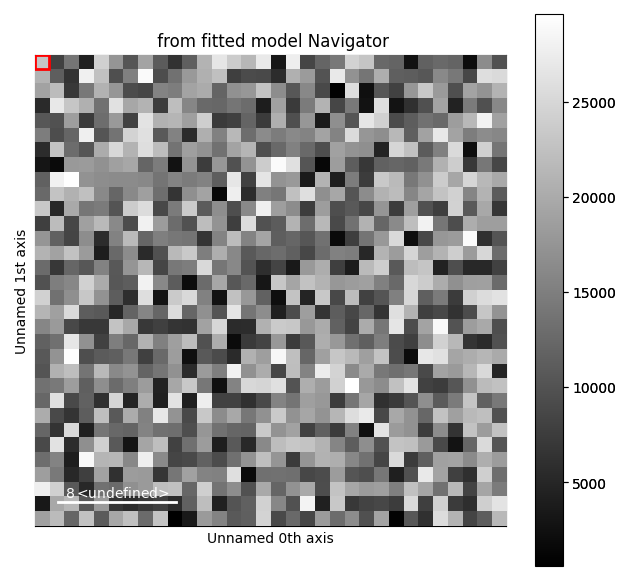 from fitted model Navigator
25000
20000
15000
10000
5000
Unnamed 1st axis
8 <undefined>
Unnamed 0th axis